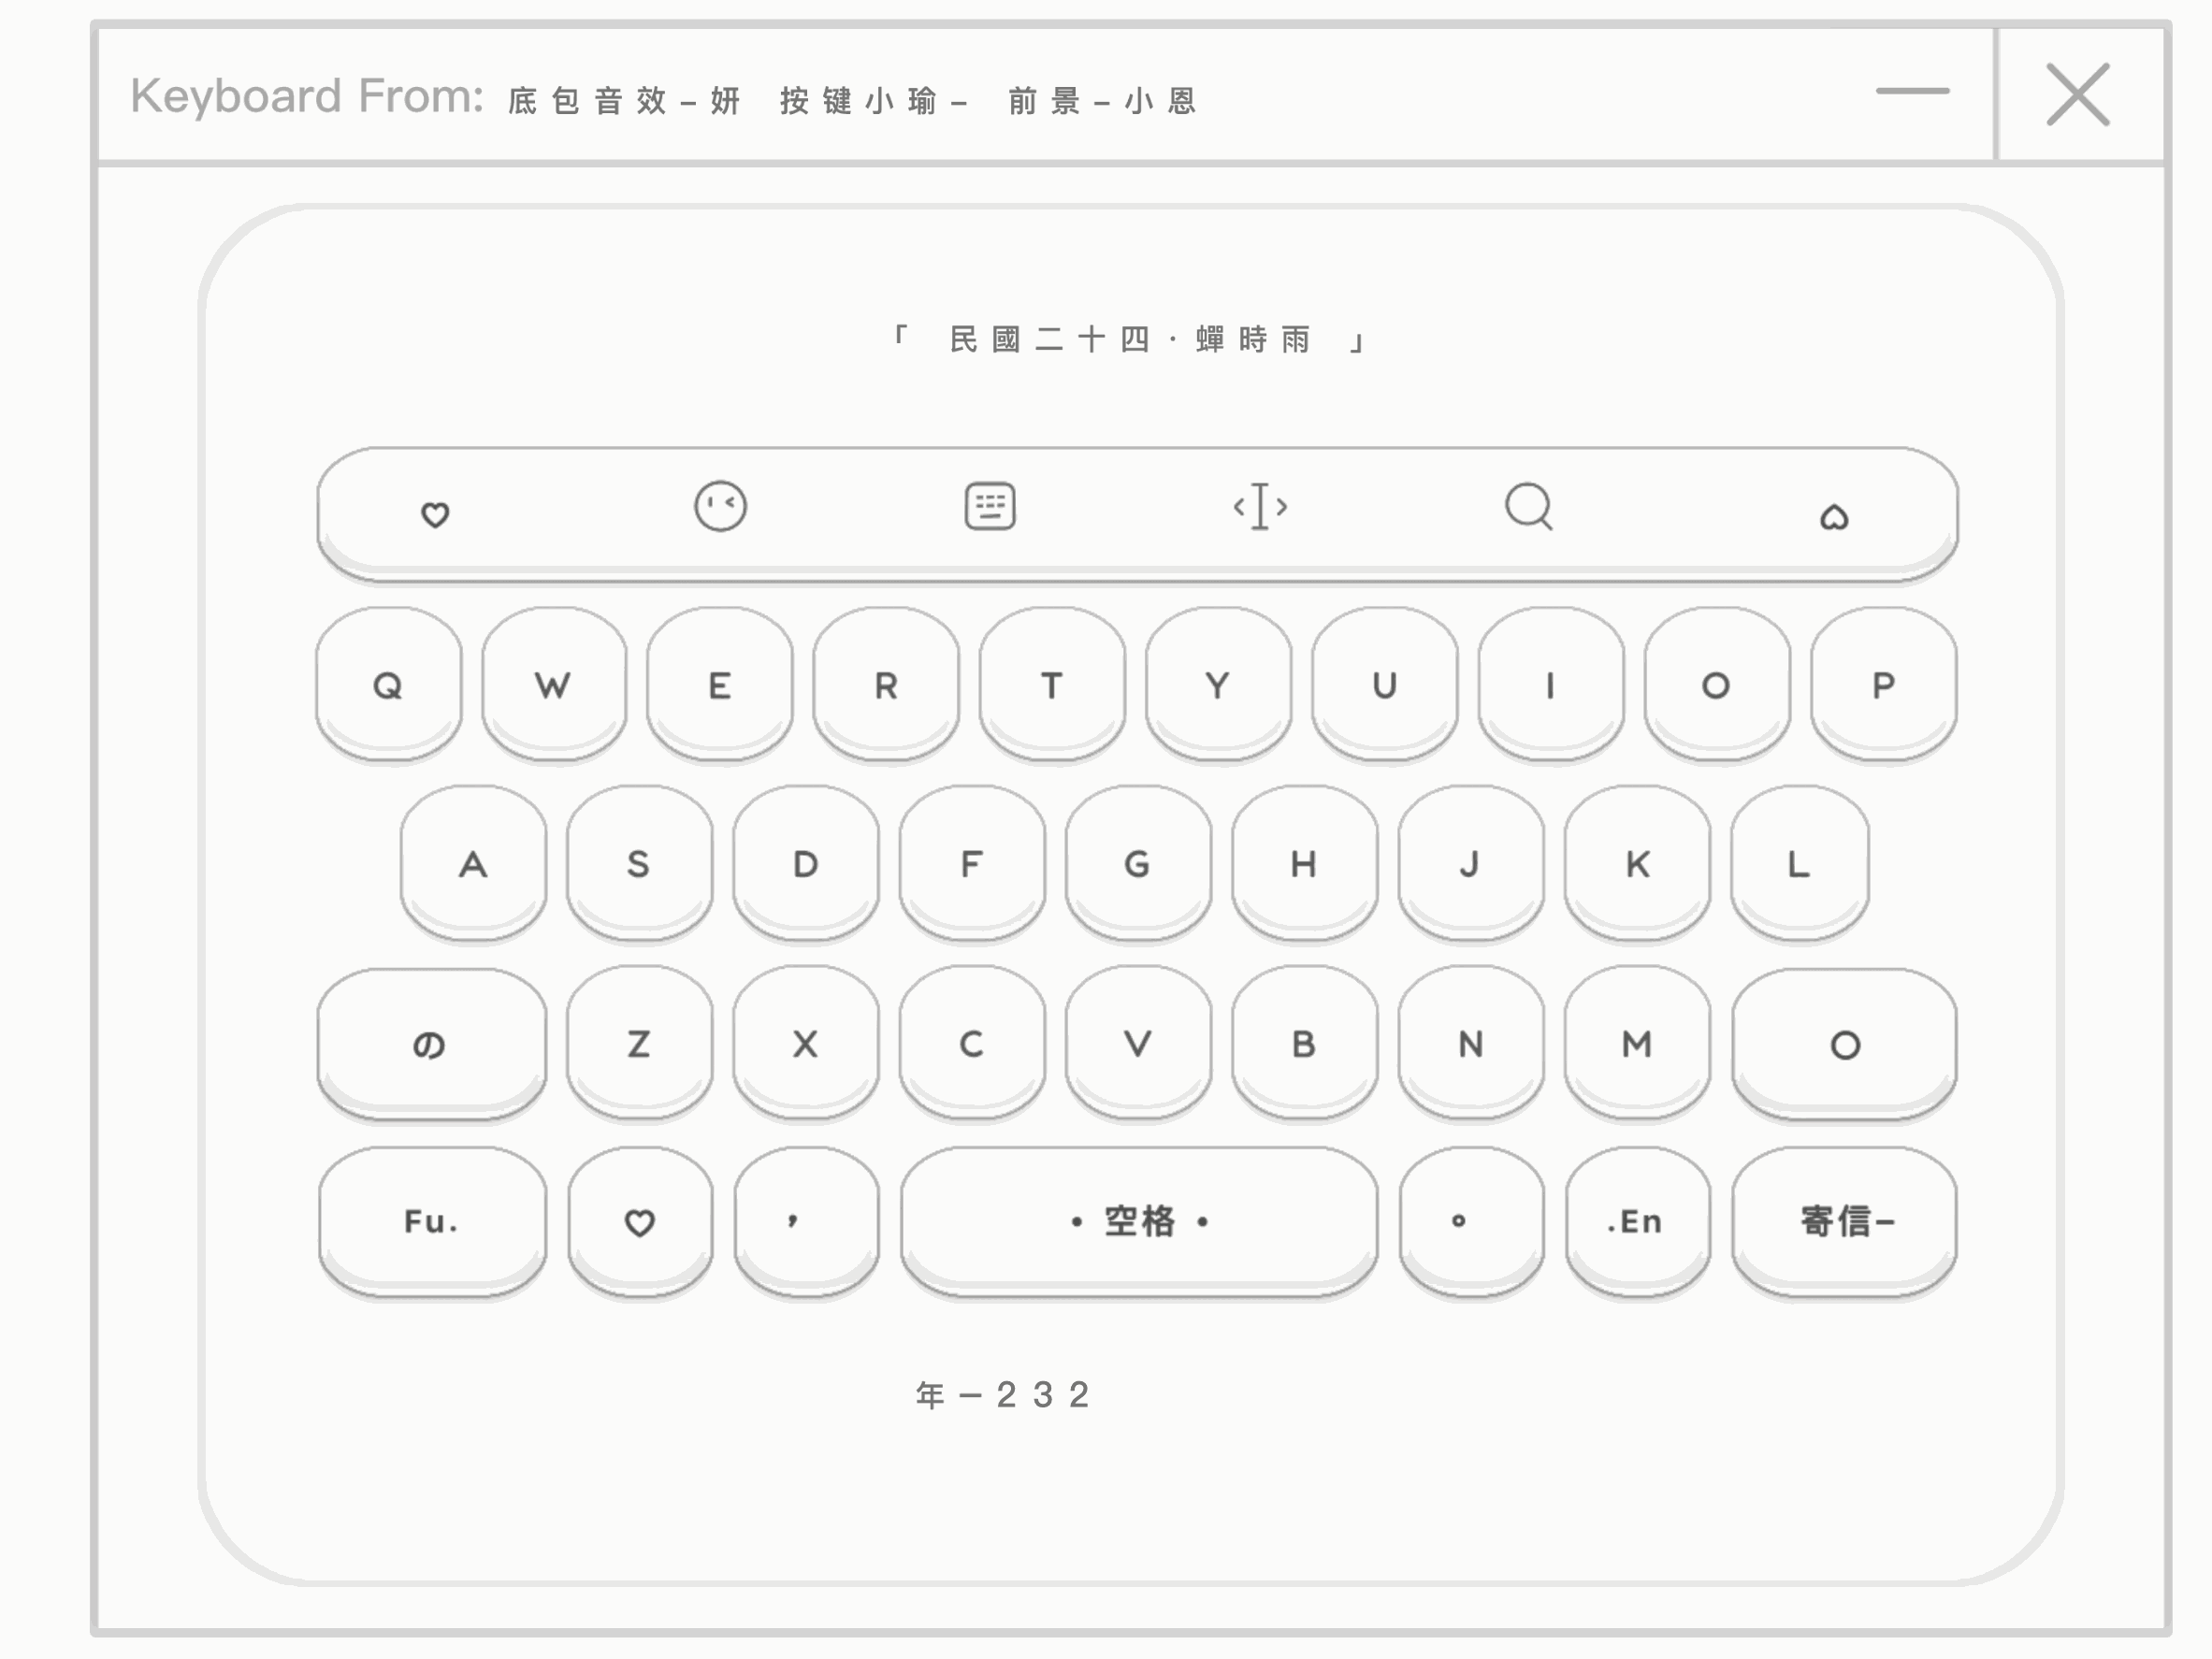 Keyboard From: 底包音效–妍 按键小瑜– 前景–小恩
「 民國二十四·蟬時雨 」
Q W E R T Y U I O P
A S D F G H J K L
の Z X C V B N M O
Fu. , • 空格 • 。 .En 寄信–
年–232